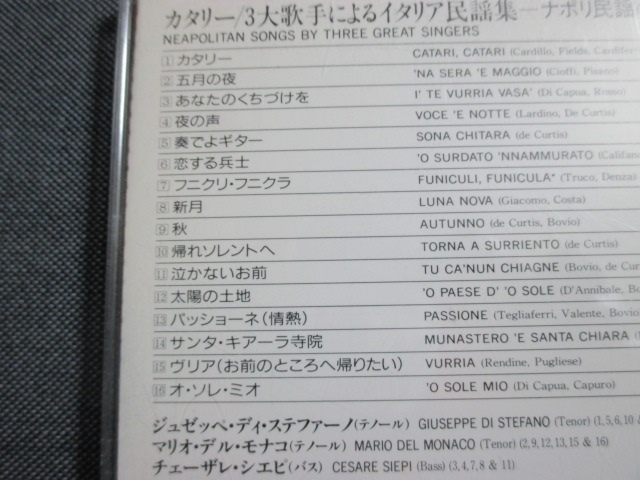 カタリー/3大歌手によるイタリア民謡集―ナポリ民謡
NEAPOLITAN SONGS BY THREE GREAT SINGERS
1 カタリー CATARI, CATARI (Cardillo, Fields,
2 五月の夜 'NA SERA 'E MAGGIO (Cioffi, Pisano)
3 あなたのくちづけを I' TE VURRIA VASA' (Di Capua, Russo)
4 夜の声 VOCE 'E NOTTE (Lardino, De Curtis)
5 奏でよギター SONA CHITARA (de Curtis)
6 恋する兵士 'O SURDATO 'NNAMMURATO
7 フニクリ・フニクラ FUNICULI, FUNICULA* (Truco, Denza)
8 新月 LUNA NOVA (Giacomo, Costa)
9 秋 AUTUNNO (de Curtis, Bovio)
10 帰れソレントへ TORNA A SURRIENTO (de Curtis)
11 泣かないお前 TU CA'NUN CHIAGNE (Bovio, de
12 太陽の土地 'O PAESE D' 'O SOLE (D'Annibale,
13 パッショーネ(情熱) PASSIONE (Tegliaferri, Valente, Bovio
14 サンタ・キアーラ寺院 MUNASTERO 'E SANTA CHIARA
15 ヴリア(お前のところへ帰りたい) VURRIA (Rendine, Pugliese)
16 オ・ソレ・ミオ 'O SOLE MIO (Di Capua, Capuro)
ジュゼッペ・ディ・ステファーノ(テノール) GIUSEPPE DI STEFANO (Tenor) (1, 5, 6, 10 &
マリオ・デル・モナコ(テノール) MARIO DEL MONACO (Tenor) (2, 9, 12, 13, 15 & 16)
チェーザレ・シエピ(バス) CESARE SIEPI (Bass) (3, 4, 7, 8 & 11)